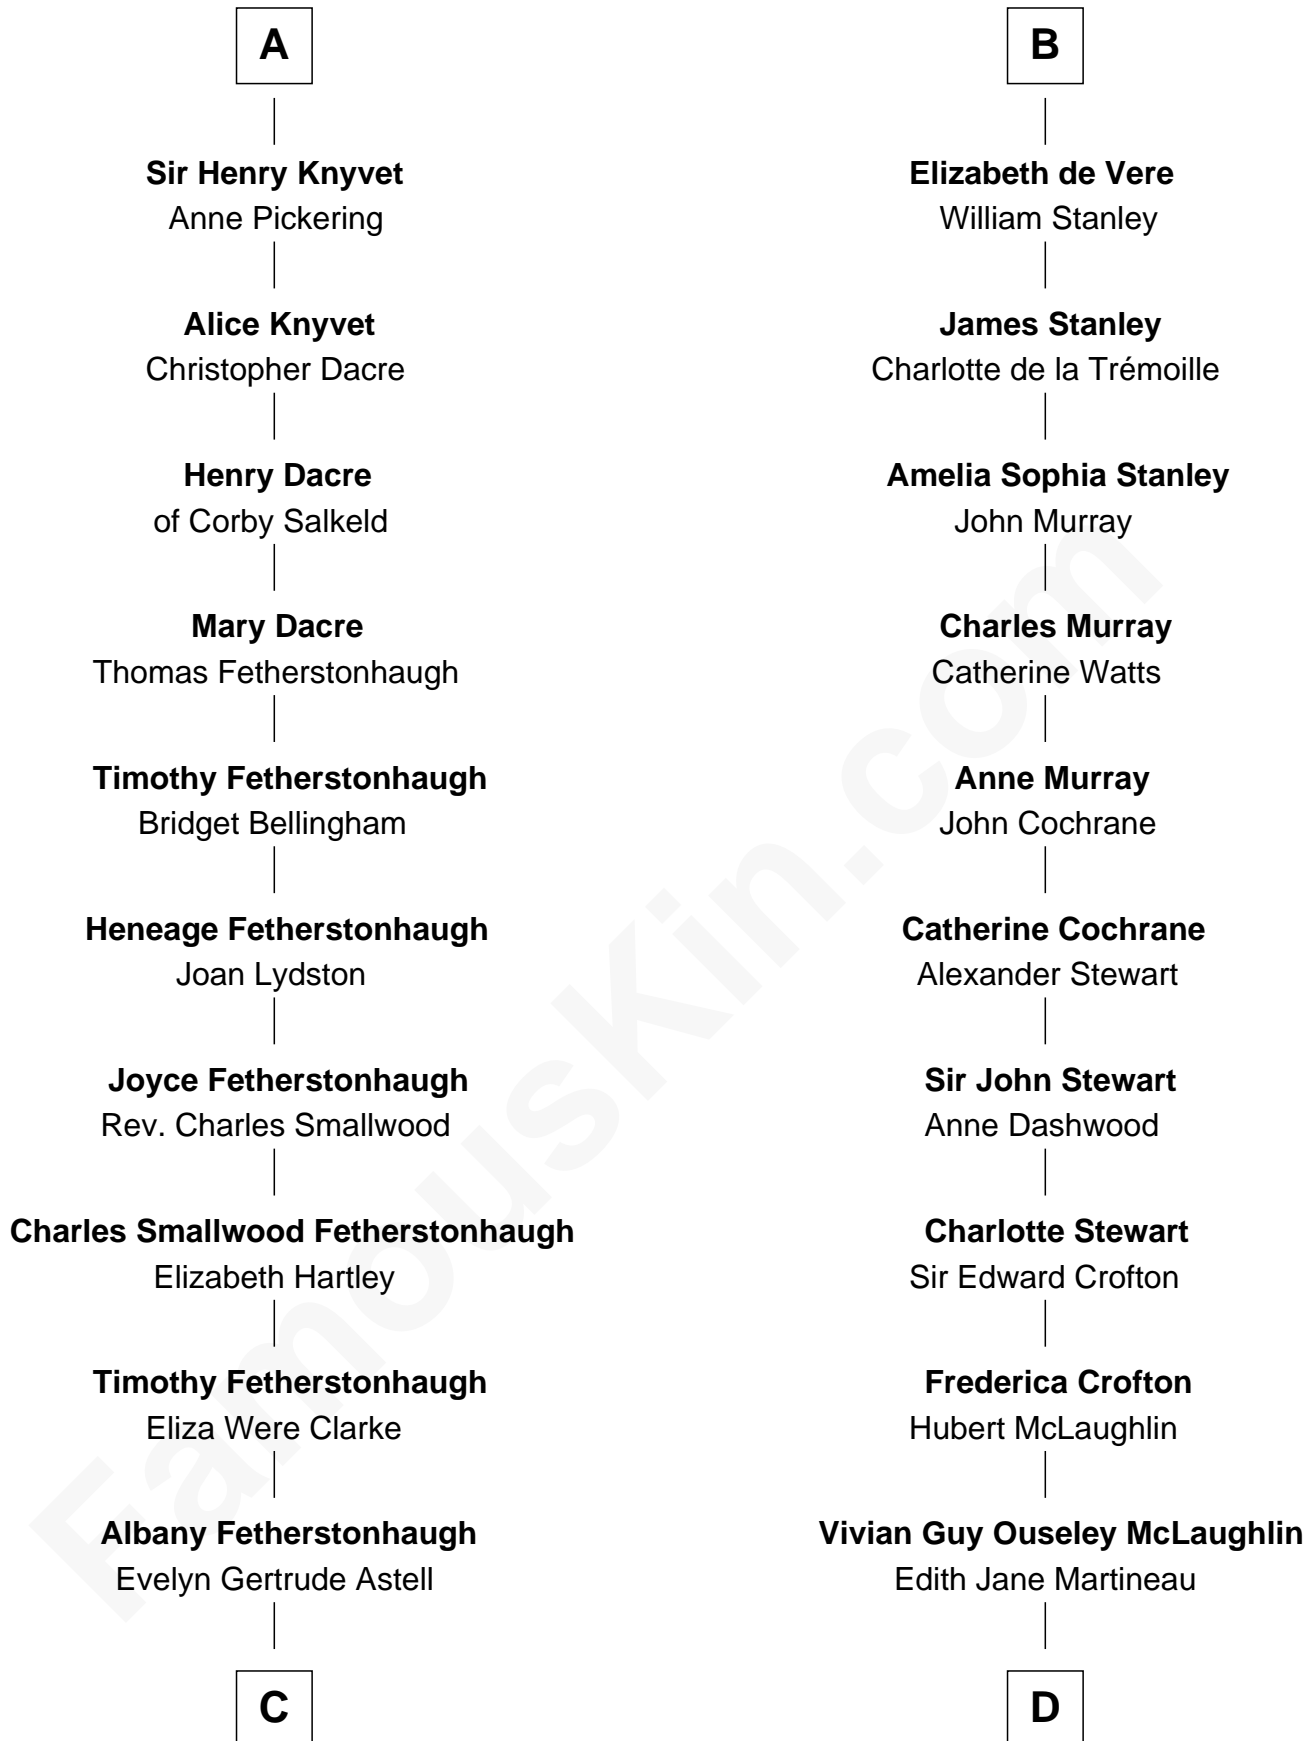 A
Sir Henry Knyvet
Anne Pickering
Alice Knyvet
Christopher Dacre
Henry Dacre
of Corby Salkeld
Mary Dacre
Thomas Fetherstonhaugh
Timothy Fetherstonhaugh
Bridget Bellingham
Heneage Fetherstonhaugh
Joan Lydston
Joyce Fetherstonhaugh
Rev. Charles Smallwood
Charles Smallwood Fetherstonhaugh
Elizabeth Hartley
Timothy Fetherstonhaugh
Eliza Were Clarke
Albany Fetherstonhaugh
Evelyn Gertrude Astell
C
B
Elizabeth de Vere
William Stanley
James Stanley
Charlotte de la Trémoille
Amelia Sophia Stanley
John Murray
Charles Murray
Catherine Watts
Anne Murray
John Cochrane
Catherine Cochrane
Alexander Stewart
Sir John Stewart
Anne Dashwood
Charlotte Stewart
Sir Edward Crofton
Frederica Crofton
Hubert McLaughlin
Vivian Guy Ouseley McLaughlin
Edith Jane Martineau
D
FamousKin.com